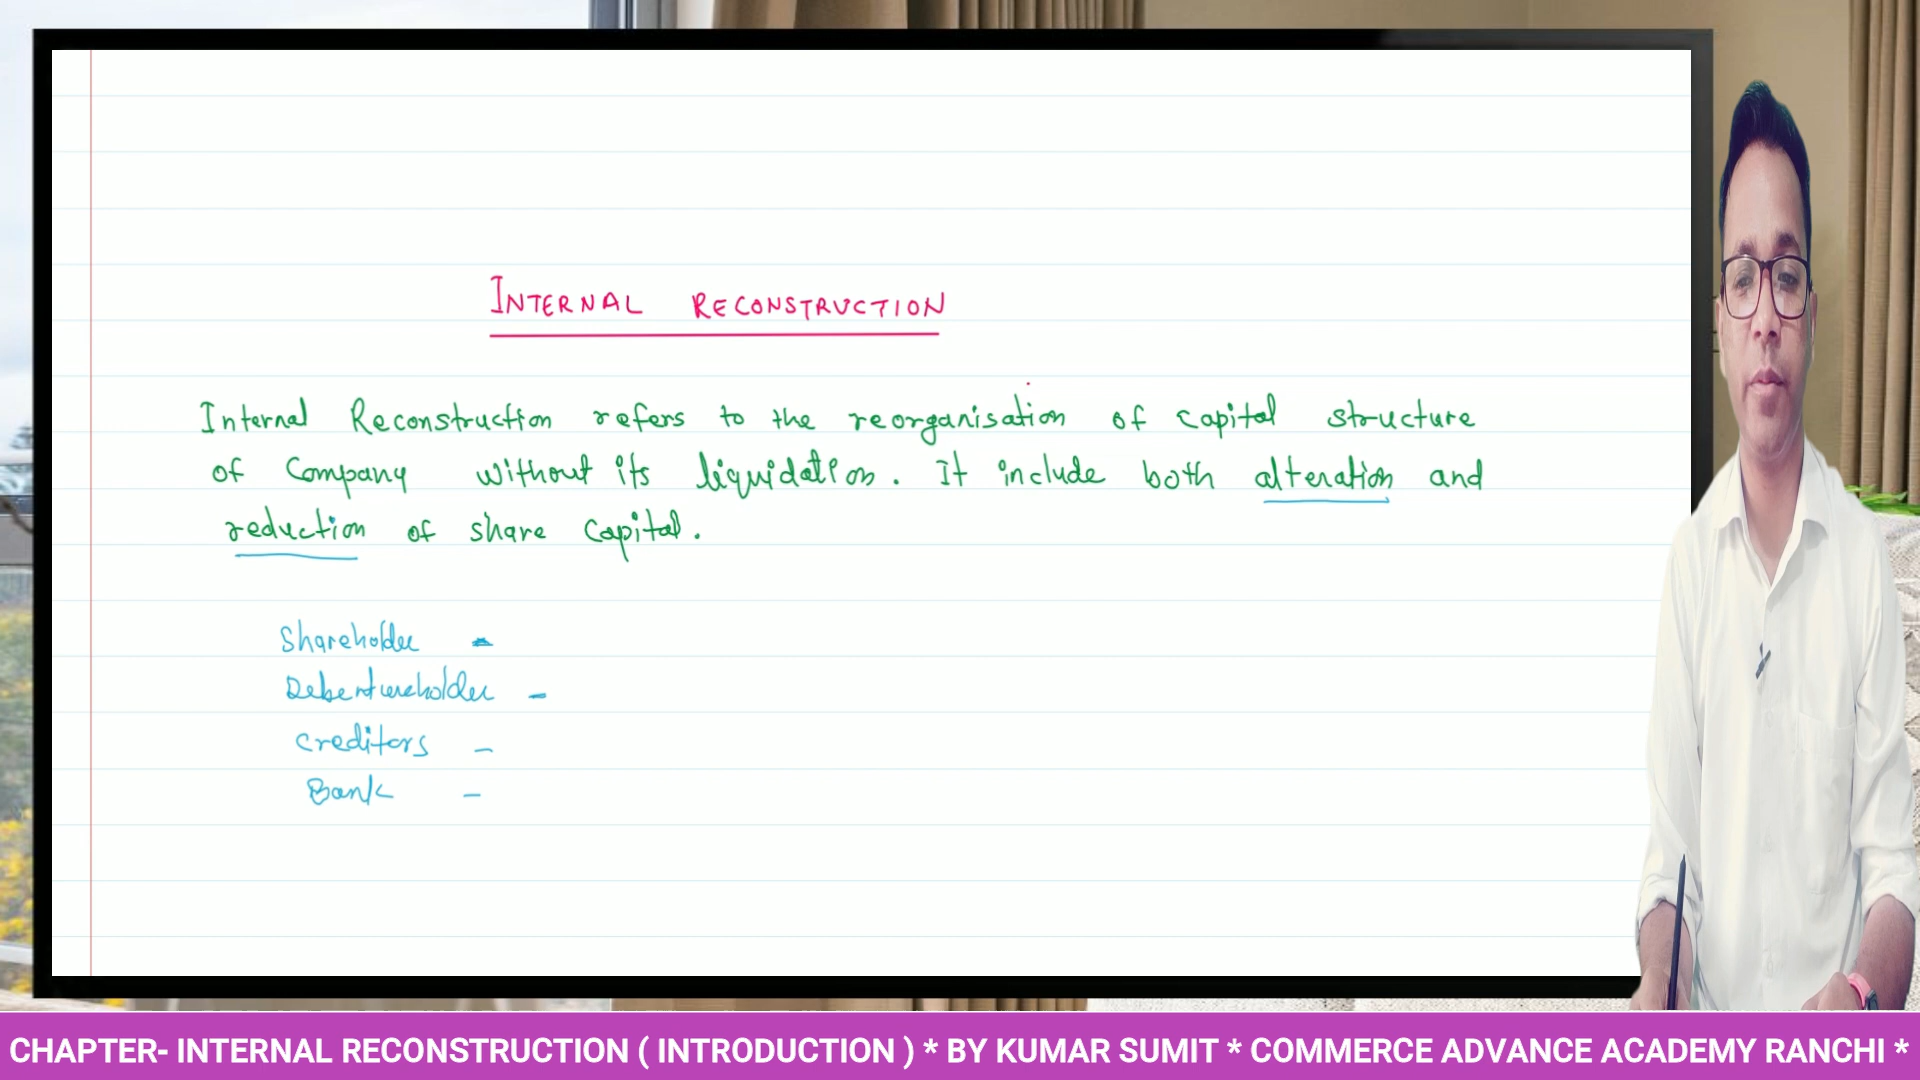 INTERNAL RECONSTRUCTION
Internal Reconstruction refers to the reorganisation of capital structure
of company without its liquidation. It include both alteration and
reduction of share capital.
Shareholder -
Debentureholder -
Creditors -
Bank -
CHAPTER- INTERNAL RECONSTRUCTION ( INTRODUCTION ) * BY KUMAR SUMIT * COMMERCE ADVANCE ACADEMY RANCHI *